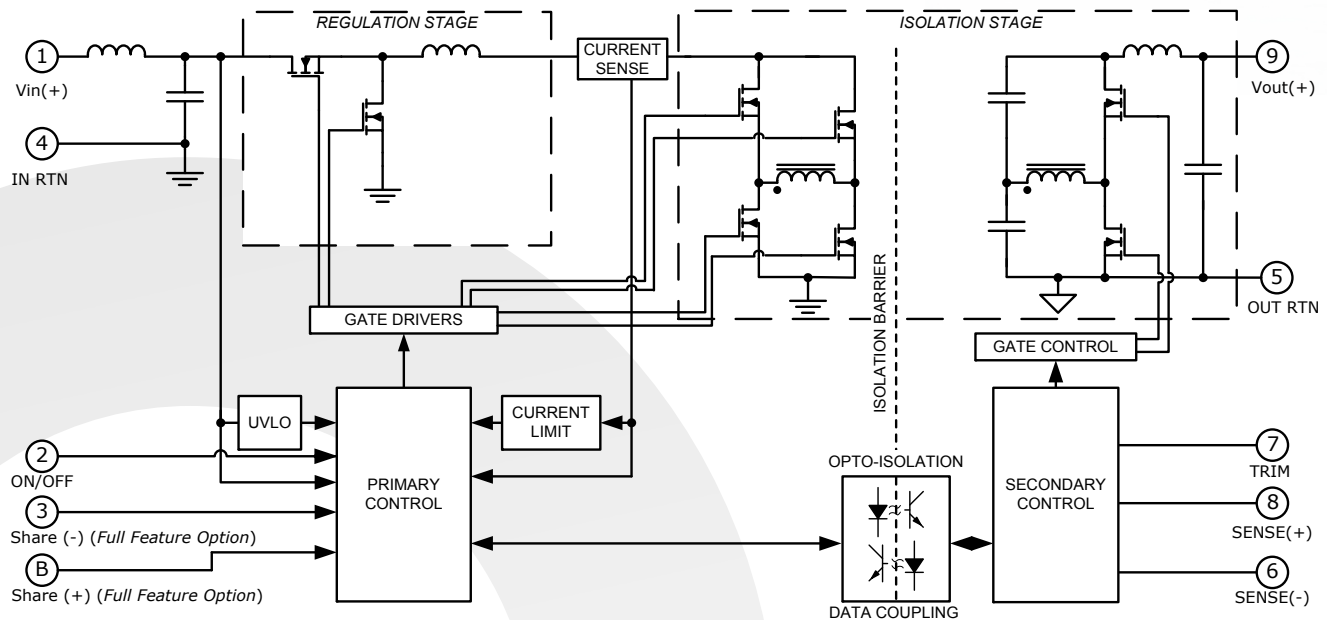 REGULATION STAGE
ISOLATION STAGE
1
Vin(+)
CURRENT
SENSE
9
Vout(+)
4
IN RTN
5
OUT RTN
ISOLATION BARRIER
GATE DRIVERS
GATE CONTROL
UVLO
CURRENT
LIMIT
PRIMARY
CONTROL
2
ON/OFF
3
Share (-) (Full Feature Option)
B
Share (+) (Full Feature Option)
OPTO-ISOLATION
DATA COUPLING
SECONDARY
CONTROL
7
TRIM
8
SENSE(+)
6
SENSE(-)